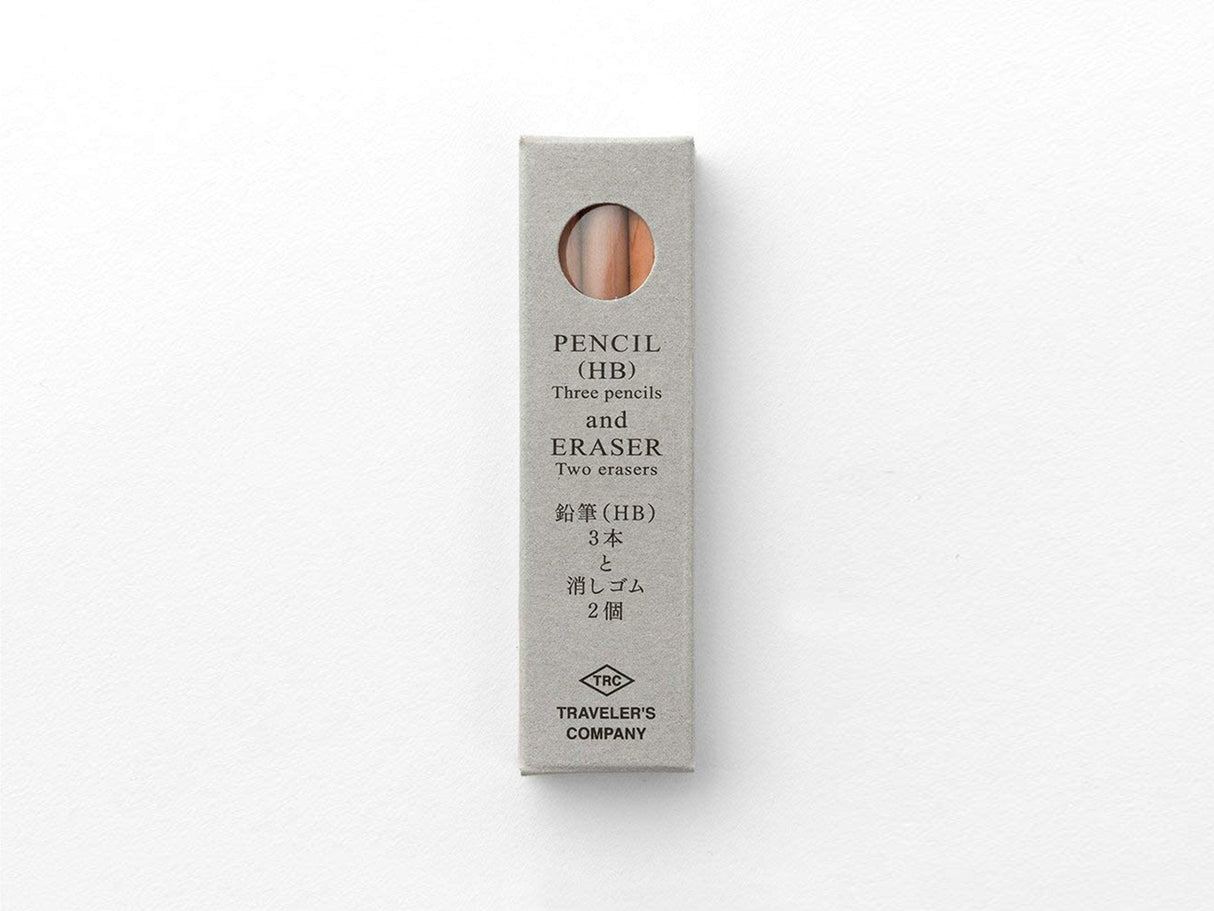 PENCIL
(HB)
Three pencils
and
ERASER
Two erasers
鉛筆(HB)
3本
と
消しゴム
2個
TRC
TRAVELER'S
COMPANY